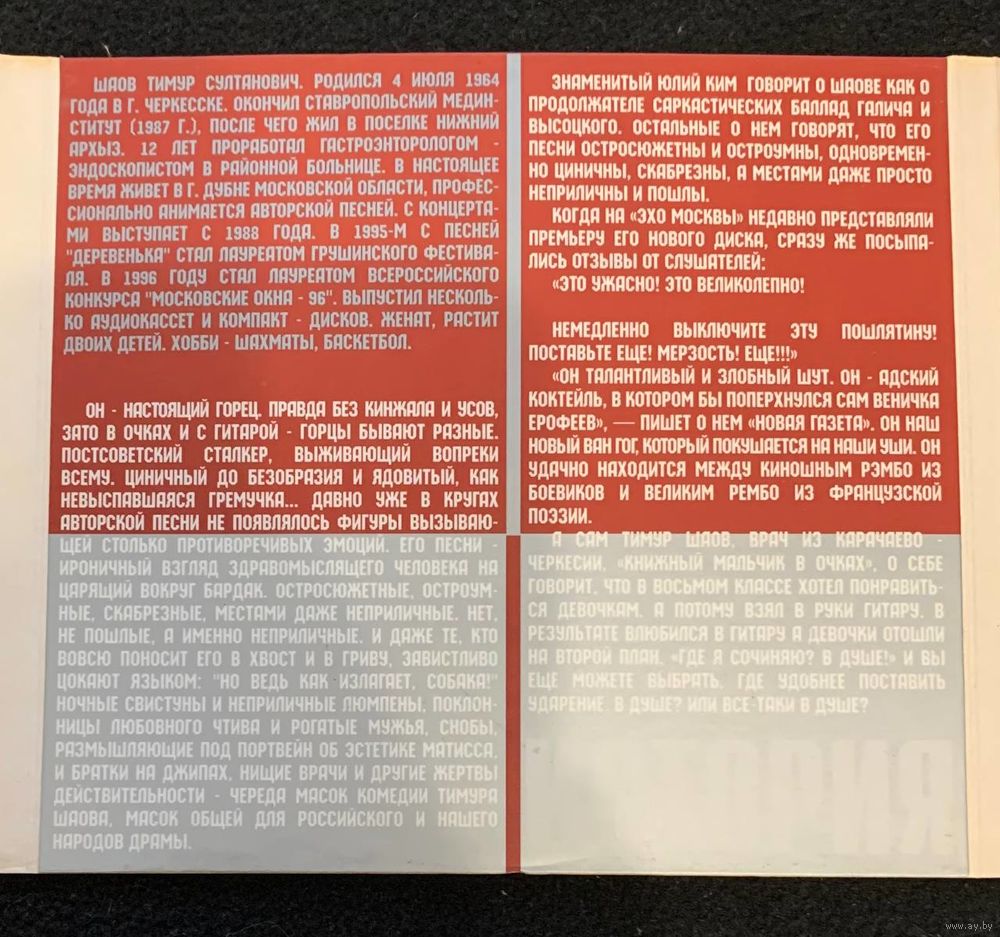 ШАОВ ТИМУР СУЛТАНОВИЧ. РОДИЛСЯ 4 ИЮЛЯ 1964
ГОДА В Г. ЧЕРКЕССКЕ. ОКОНЧИЛ СТАВРОПОЛЬСКИЙ МЕДИН-
СТИТУТ (1987 Г.), ПОСЛЕ ЧЕГО ЖИЛ В ПОСЕЛКЕ НИЖНИЙ
АРХЫЗ. 12 ЛЕТ ПРОРАБОТАЛ ГАСТРОЭНТОРОЛОГОМ -
ЭНДОСКОПИСТОМ В РАЙОННОЙ БОЛЬНИЦЕ. В НАСТОЯЩЕЕ
ВРЕМЯ ЖИВЕТ В Г. ДУБНЕ МОСКОВСКОЙ ОБЛАСТИ, ПРОФЕС-
СИОНАЛЬНО АНИМАЕТСЯ АВТОРСКОЙ ПЕСНЕЙ. С КОНЦЕРТА-
МИ ВЫСТУПАЕТ С 1988 ГОДА. В 1995-М С ПЕСНЕЙ
"ДЕРЕВЕНЬКА" СТАЛ ЛАУРЕАТОМ ГРУШИНСКОГО ФЕСТИВА-
ЛЯ. В 1996 ГОДУ СТАЛ ЛАУРЕАТОМ ВСЕРОССИЙСКОГО
КОНКУРСА "МОСКОВСКИЕ ОКНА - 96". ВЫПУСТИЛ НЕСКОЛЬ-
КО АУДИОКАССЕТ И КОМПАКТ - ДИСКОВ. ЖЕНАТ, РАСТИТ
ДВОИХ ДЕТЕЙ. ХОББИ - ШАХМАТЫ, БАСКЕТБОЛ.
ОН - НАСТОЯЩИЙ ГОРЕЦ. ПРАВДА БЕЗ КИНЖАЛА И УСОВ,
ЗАТО В ОЧКАХ И С ГИТАРОЙ - ГОРЦЫ БЫВАЮТ РАЗНЫЕ.
ПОСТСОВЕТСКИЙ СТАЛКЕР, ВЫЖИВАЮЩИЙ ВОПРЕКИ
ВСЕМУ. ЦИНИЧНЫЙ ДО БЕЗОБРАЗИЯ И ЯДОВИТЫЙ, КАК
НЕВЫСПАВШАЯСЯ ГРЕМУЧКА... ДАВНО УЖЕ В КРУГАХ
АВТОРСКОЙ ПЕСНИ НЕ ПОЯВЛЯЛОСЬ ФИГУРЫ ВЫЗЫВАЮ-
ЩЕЙ СТОЛЬКО ПРОТИВОРЕЧИВЫХ ЭМОЦИЙ. ЕГО ПЕСНИ -
ИРОНИЧНЫЙ ВЗГЛЯД ЗДРАВОМЫСЛЯЩЕГО ЧЕЛОВЕКА НА
ЦАРЯЩИЙ ВОКРУГ БАРДАК. ОСТРОСЮЖЕТНЫЕ, ОСТРОУМ-
НЫЕ, СКАБРЕЗНЫЕ, МЕСТАМИ ДАЖЕ НЕПРИЛИЧНЫЕ. НЕТ,
НЕ ПОШЛЫЕ, А ИМЕННО НЕПРИЛИЧНЫЕ. И ДАЖЕ ТЕ, КТО
ВОВСЮ ПОНОСИТ ЕГО В ХВОСТ И В ГРИВУ, ЗАВИСТЛИВО
ЦОКАЮТ ЯЗЫКОМ: "НО ВЕДЬ КАК ИЗЛАГАЕТ, СОБАКА!"
НОЧНЫЕ СВИСТУНЫ И НЕПРИЛИЧНЫЕ ЛЮМПЕНЫ, ПОКЛОН-
НИЦЫ ЛЮБОВНОГО ЧТИВА И РОГАТЫЕ МУЖЬЯ, СНОБЫ,
РАЗМЫШЛЯЮЩИЕ ПОД ПОРТВЕЙН ОБ ЭСТЕТИКЕ МАТИССА,
И БРАТКИ НА ДЖИПАХ, НИЩИЕ ВРАЧИ И ДРУГИЕ ЖЕРТВЫ
ДЕЙСТВИТЕЛЬНОСТИ - ЧЕРЕДА МАСОК КОМЕДИИ ТИМУРА
ШАОВА, МАСОК ОБЩЕЙ ДЛЯ РОССИЙСКОГО И НАШЕГО
НАРОДОВ ДРАМЫ.
ЗНАМЕНИТЫЙ ЮЛИЙ КИМ ГОВОРИТ О ШАОВЕ КАК О
ПРОДОЛЖАТЕЛЕ САРКАСТИЧЕСКИХ БАЛЛАД ГАЛИЧА И
ВЫСОЦКОГО. ОСТАЛЬНЫЕ О НЕМ ГОВОРЯТ, ЧТО ЕГО
ПЕСНИ ОСТРОСЮЖЕТНЫ И ОСТРОУМНЫ, ОДНОВРЕМЕН-
НО ЦИНИЧНЫ, СКАБРЕЗНЫ, А МЕСТАМИ ДАЖЕ ПРОСТО
НЕПРИЛИЧНЫ И ПОШЛЫ.
КОГДА НА «ЭХО МОСКВЫ» НЕДАВНО ПРЕДСТАВЛЯЛИ
ПРЕМЬЕРУ ЕГО НОВОГО ДИСКА, СРАЗУ ЖЕ ПОСЫПА-
ЛИСЬ ОТЗЫВЫ ОТ СЛУШАТЕЛЕЙ:
«ЭТО УЖАСНО! ЭТО ВЕЛИКОЛЕПНО!
НЕМЕДЛЕННО ВЫКЛЮЧИТЕ ЭТУ ПОШЛЯТИНУ!
ПОСТАВЬТЕ ЕЩЕ! МЕРЗОСТЬ! ЕЩЕ!!!»
«ОН ТАЛАНТЛИВЫЙ И ЗЛОБНЫЙ ШУТ. ОН - АДСКИЙ
КОКТЕЙЛЬ, В КОТОРОМ БЫ ПОПЕРХНУЛСЯ САМ ВЕНИЧКА
ЕРОФЕЕВ», — ПИШЕТ О НЕМ «НОВАЯ ГАЗЕТА». ОН НАШ
НОВЫЙ ВАН ГОГ, КОТОРЫЙ ПОКУШАЕТСЯ НА НАШИ УШИ. ОН
УДАЧНО НАХОДИТСЯ МЕЖДУ КИНОШНЫМ РЭМБО ИЗ
БОЕВИКОВ И ВЕЛИКИМ РЕМБО ИЗ ФРАНЦУЗСКОЙ
ПОЭЗИИ.
А САМ ТИМУР ШАОВ, ВРАЧ ИЗ КАРАЧАЕВО -
ЧЕРКЕСИИ, «КНИЖНЫЙ МАЛЬЧИК В ОЧКАХ», О СЕБЕ
ГОВОРИТ, ЧТО В ВОСЬМОМ КЛАССЕ ХОТЕЛ ПОНРАВИТЬ-
СЯ ДЕВОЧКАМ, А ПОТОМУ ВЗЯЛ В РУКИ ГИТАРУ. В
РЕЗУЛЬТАТЕ ВЛЮБИЛСЯ В ГИТАРУ А ДЕВОЧКИ ОТОШЛИ
НА ВТОРОЙ ПЛАН. «ГДЕ Я СОЧИНЯЮ? В ДУШЕ!» И ВЫ
ЕЩЕ МОЖЕТЕ ВЫБРАТЬ, ГДЕ УДОБНЕЕ ПОСТАВИТЬ
УДАРЕНИЕ. В ДУШЕ? ИЛИ ВСЕ-ТАКИ В ДУШЕ?
www.ay.by